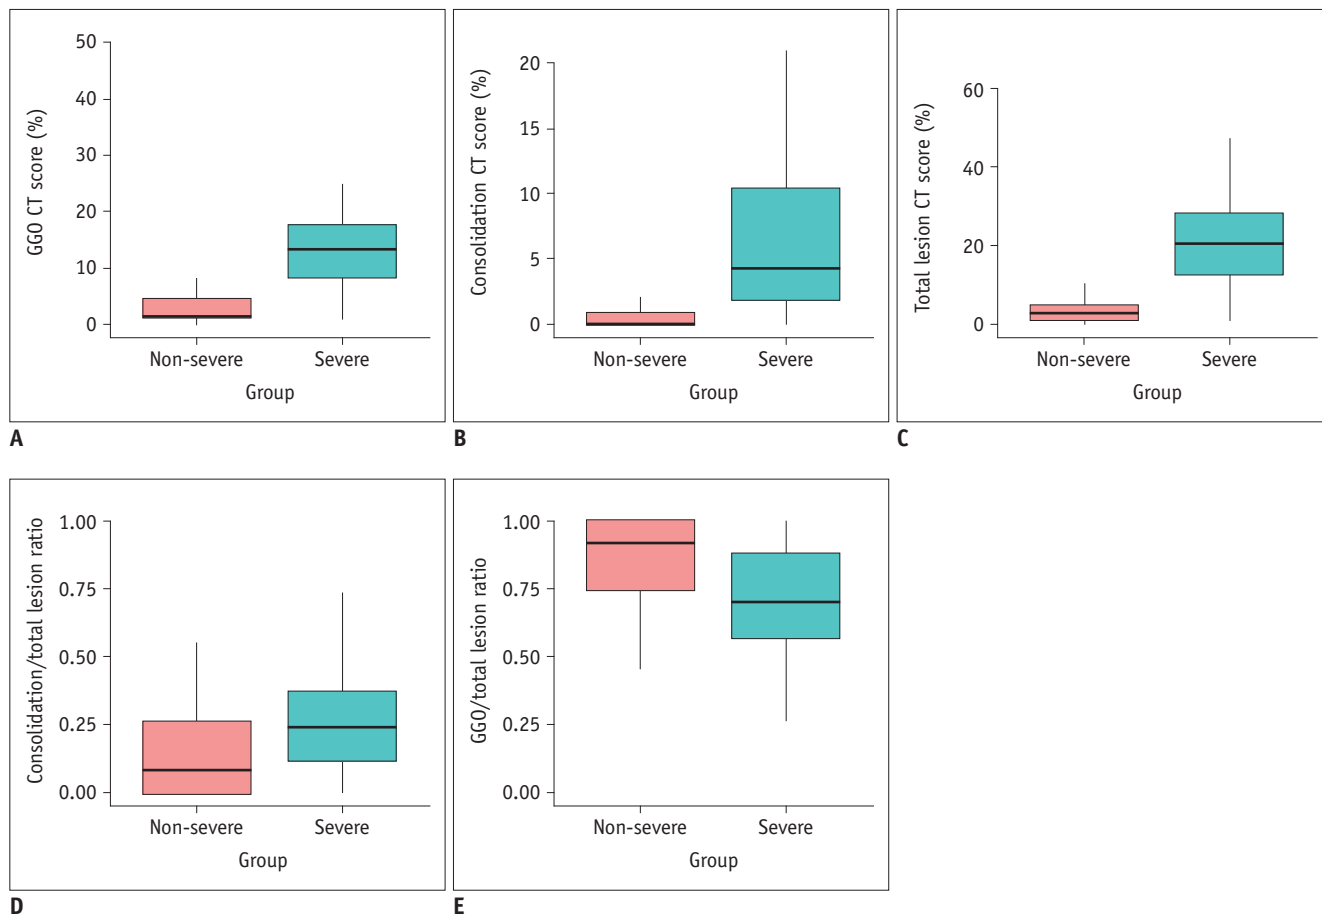 GGO CT score (%)
50
40
30
20
10
0
Non-severe Severe
Group
A
Consolidation CT score (%)
20
15
10
5
0
Non-severe Severe
Group
B
Total lesion CT score (%)
60
40
20
0
Non-severe Severe
Group
C
Consolidation/total lesion ratio
1.00
0.75
0.50
0.25
0.00
Non-severe Severe
Group
D
GGO/total lesion ratio
1.00
0.75
0.50
0.25
0.00
Non-severe Severe
Group
E